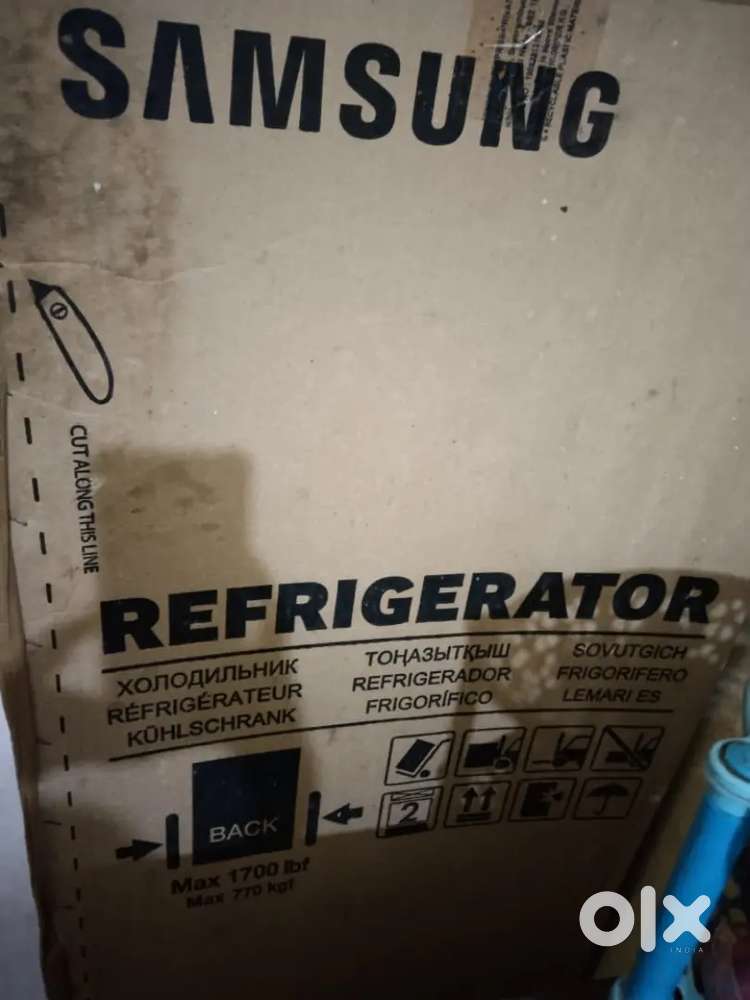 SAMSUNG
CUT ALONG THIS LINE
REFRIGERATOR
ХОЛОДИЛЬНИК
RÉFRIGÉRATEUR
KÜHLSCHRANK
ТОҢАЗЫТҚЫШ
REFRIGERADOR
FRIGORÍFICO
SOVUTGICH
FRIGORIFERO
LEMARI ES
BACK
Max 1700 lbf
Max 770 kgf
2
olx
INDIA